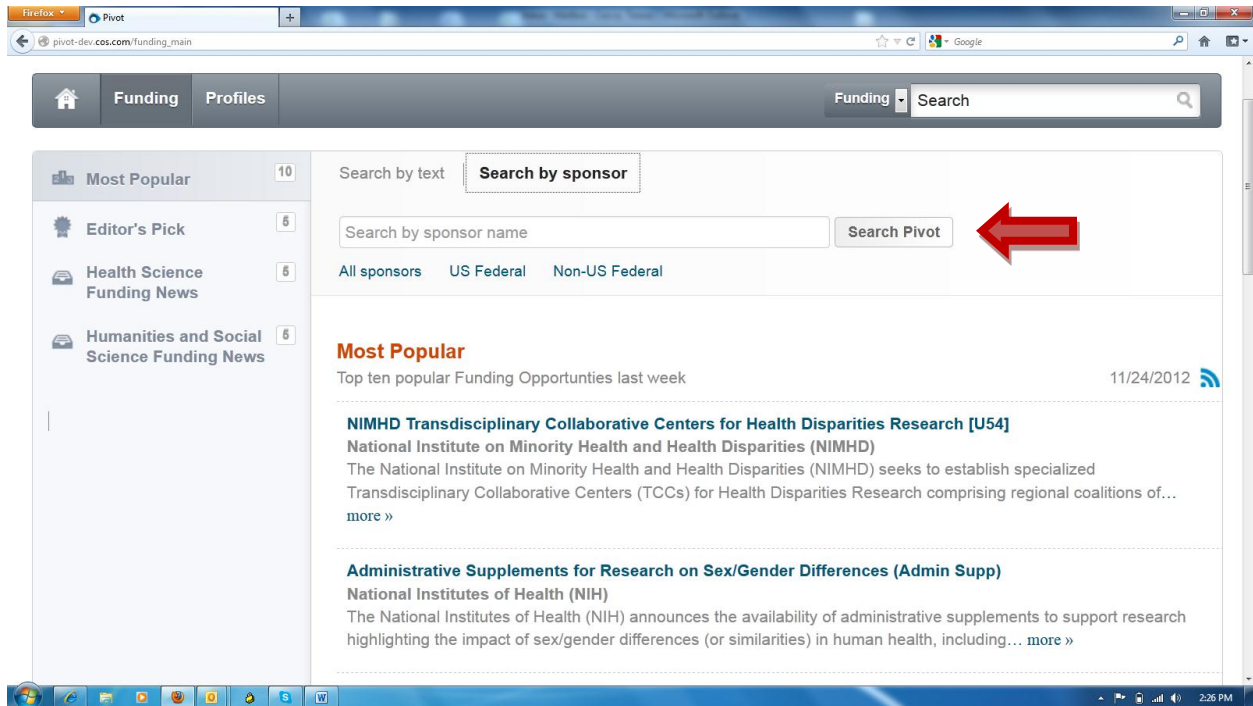 Firefox
Pivot
pivot-dev.cos.com/funding_main
Google
Funding Profiles
Funding Search
Most Popular 10
Editor's Pick 5
Health Science 5
Funding News
Humanities and Social 5
Science Funding News
Search by text Search by sponsor
Search by sponsor name Search Pivot
All sponsors US Federal Non-US Federal
Most Popular
Top ten popular Funding Opportunties last week 11/24/2012
NIMHD Transdisciplinary Collaborative Centers for Health Disparities Research [U54]
National Institute on Minority Health and Health Disparities (NIMHD)
The National Institute on Minority Health and Health Disparities (NIMHD) seeks to establish specialized
Transdisciplinary Collaborative Centers (TCCs) for Health Disparities Research comprising regional coalitions of…
more »
Administrative Supplements for Research on Sex/Gender Differences (Admin Supp)
National Institutes of Health (NIH)
The National Institutes of Health (NIH) announces the availability of administrative supplements to support research
highlighting the impact of sex/gender differences (or similarities) in human health, including… more »
2:26 PM